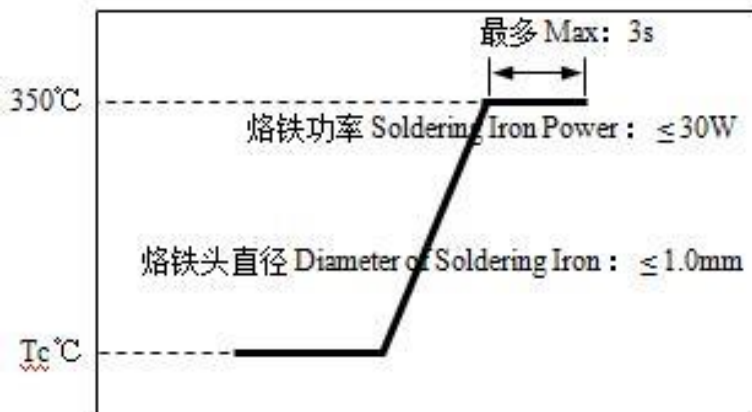 最多 Max：3s
350℃
烙铁功率 Soldering Iron Power：≤30W
烙铁头直径 Diameter of Soldering Iron：≤1.0mm
Tc℃